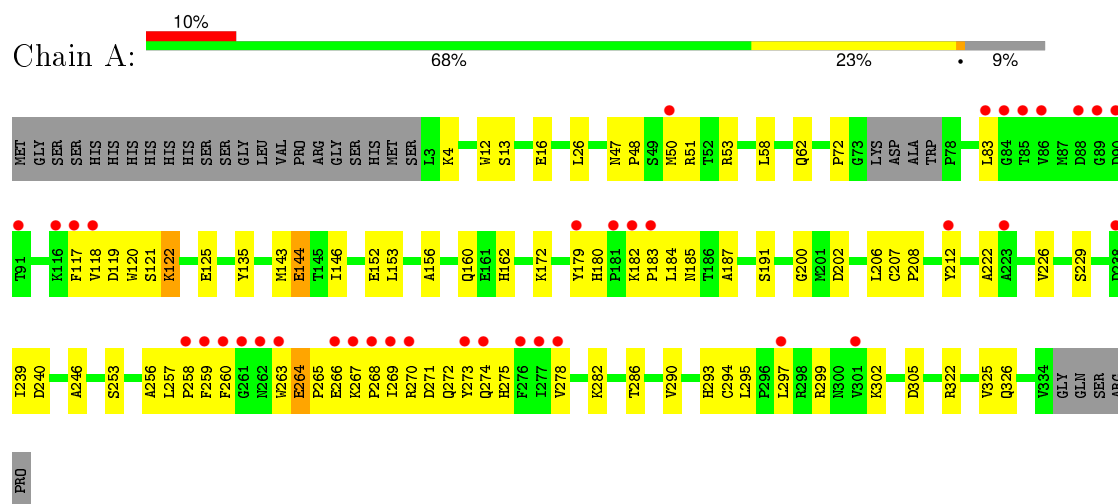 10%
Chain A:
68% 23% • 9%
MET GLY SER SER HIS HIS HIS HIS HIS HIS SER SER GLY LEU VAL PRO ARG GLY SER HIS MET SER L3 K4 W12 S13 E16 L26 N47 P48 S49 M50 R51 T52 R53 L58 Q62 P72 G73 LYS ASP ALA TRP P78 L83 G84 T85 V86 M87 D88 G89 D90
T91 K116 F117 V118 D119 W120 S121 K122 E125 Y135 M143 E144 T145 I146 E152 L153 A156 Q160 E161 H162 K172 Y179 H180 P181 K182 P183 L184 N185 T186 A187 S191 G200 M201 D202 L206 C207 P208 Y212 A222 A223 V226 S229 D238
I239 D240 A246 S253 A256 L257 P258 F259 F260 G261 N262 W263 E264 P265 E266 K267 P268 I269 R270 D271 Q272 Y273 Q274 H275 F276 I277 V278 K282 T286 V290 H293 C294 L295 P296 L297 R298 R299 N300 V301 K302 D305 R322 V325 Q326 V334 GLY GLN SER ARG
PRO